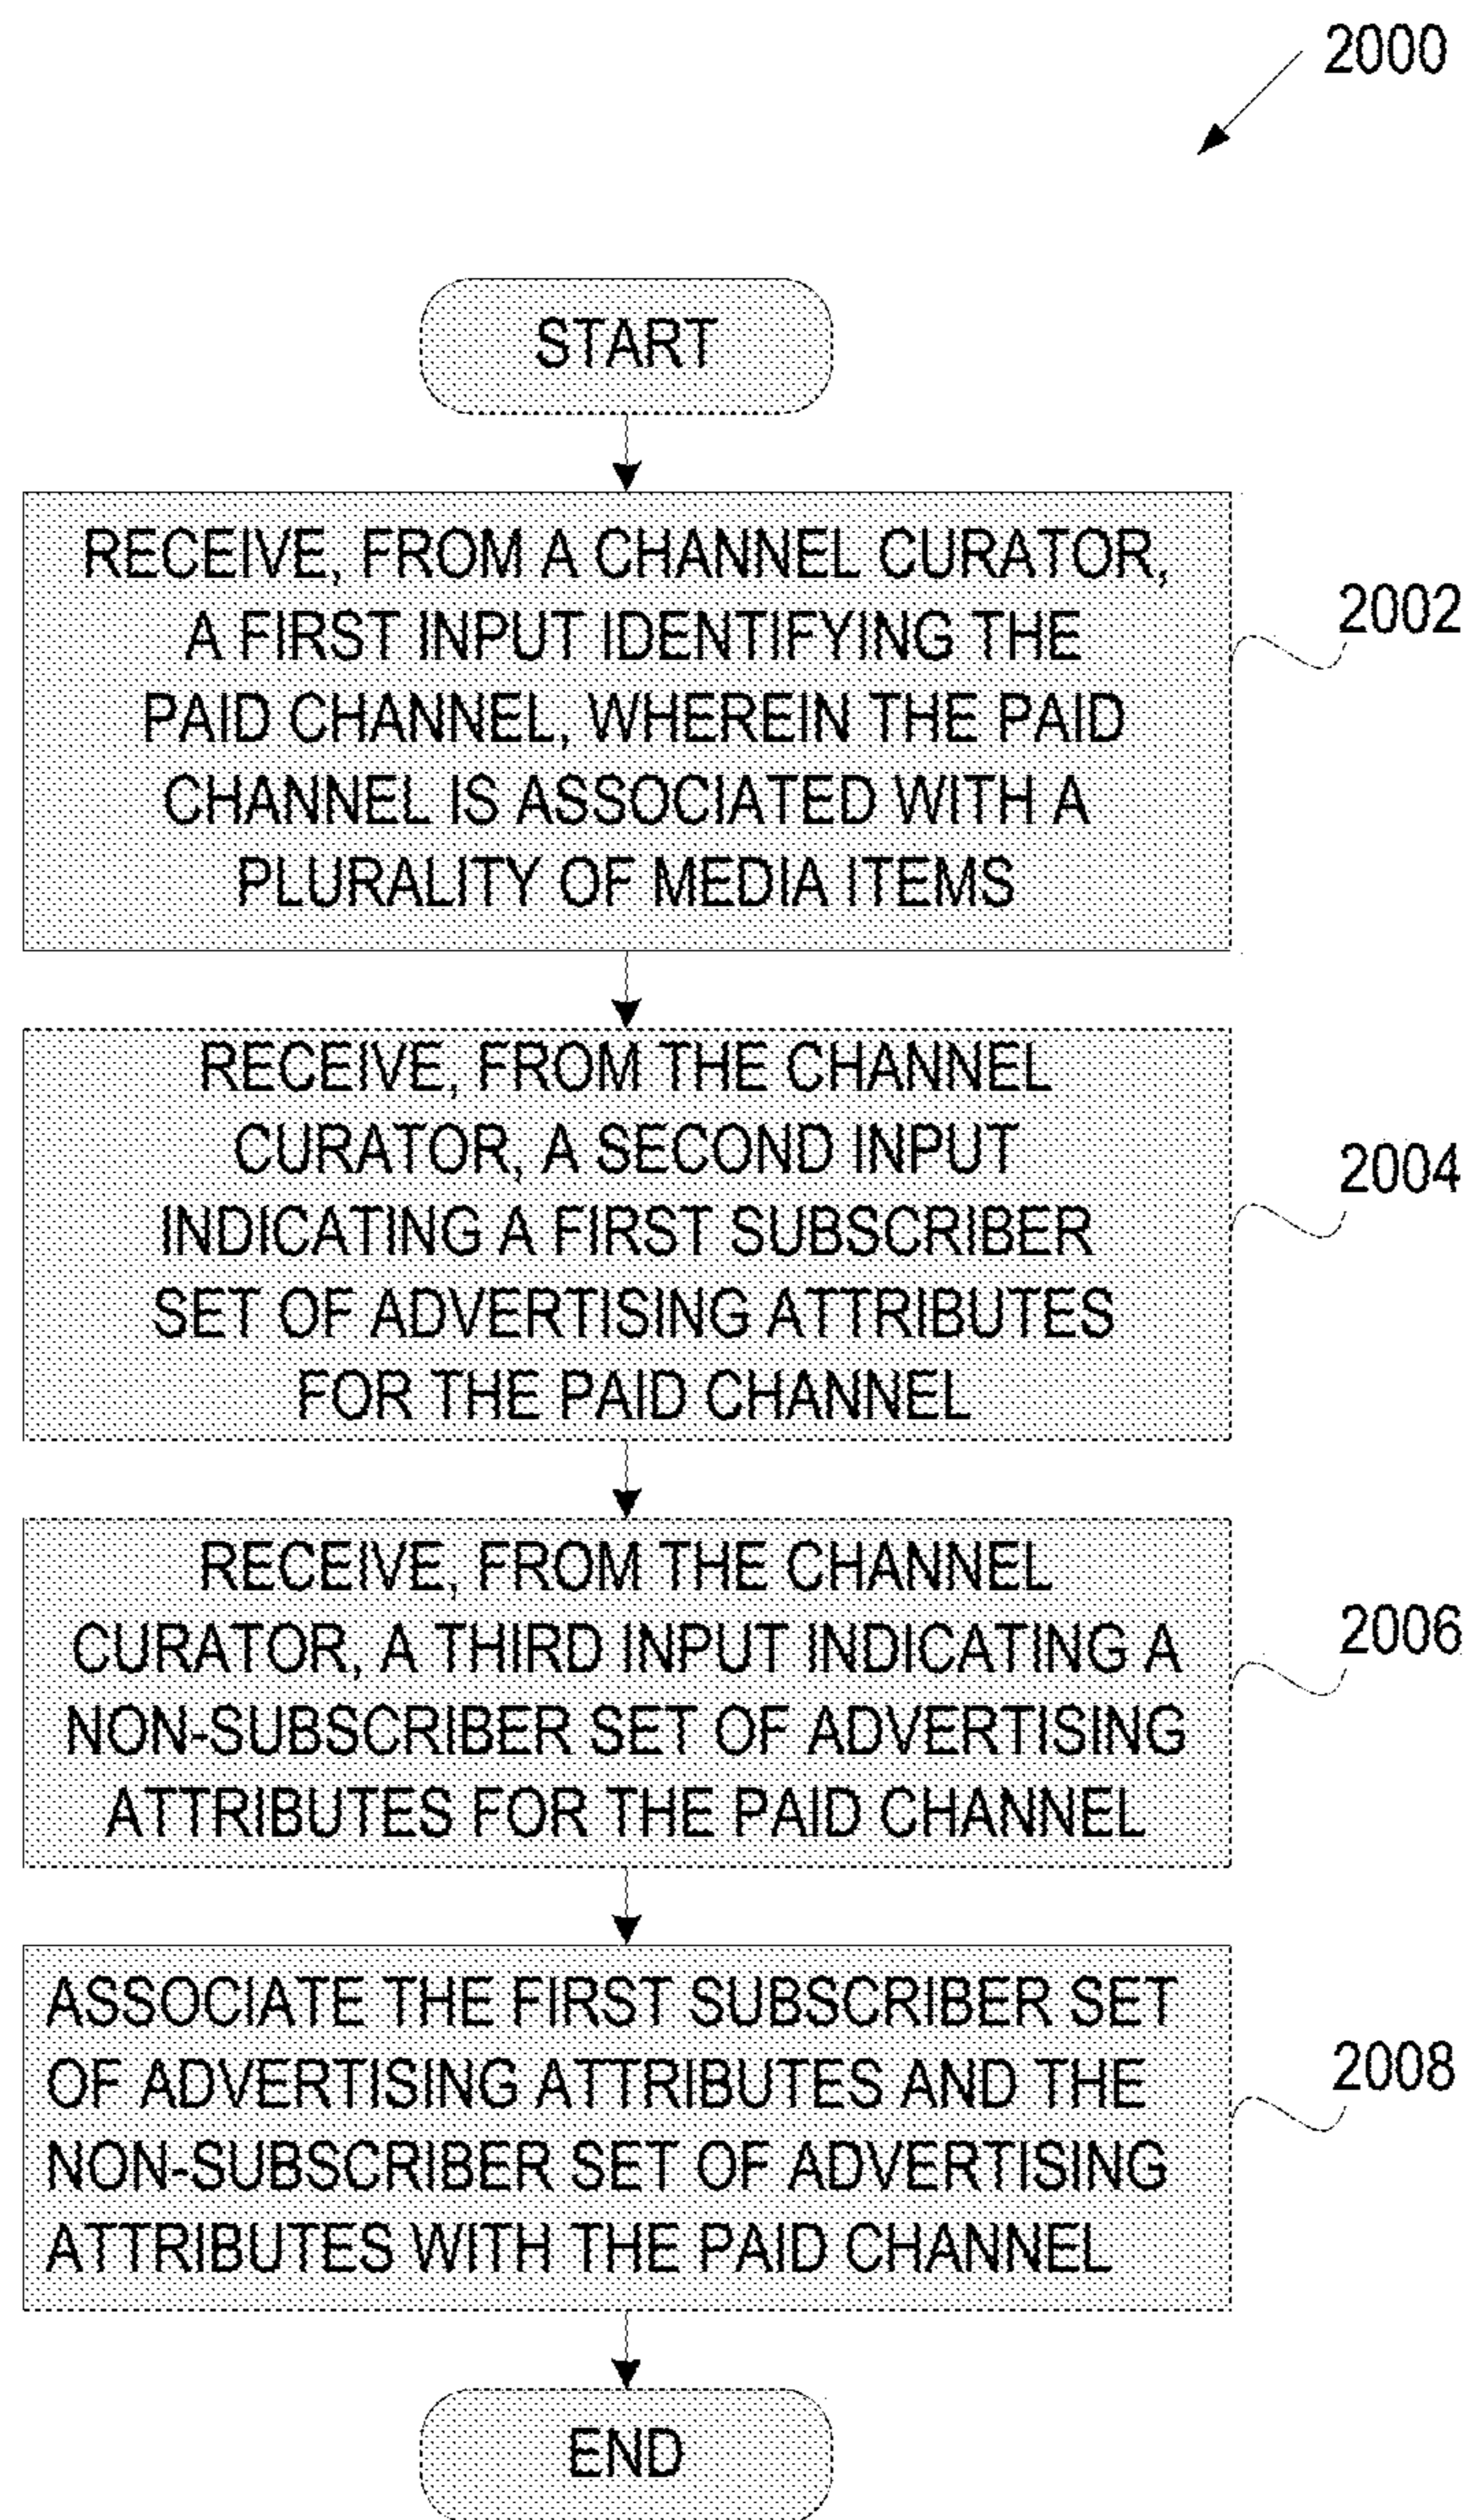 2000
START
RECEIVE, FROM A CHANNEL CURATOR,
A FIRST INPUT IDENTIFYING THE
PAID CHANNEL, WHEREIN THE PAID
CHANNEL IS ASSOCIATED WITH A
PLURALITY OF MEDIA ITEMS
2002
RECEIVE, FROM THE CHANNEL
CURATOR, A SECOND INPUT
INDICATING A FIRST SUBSCRIBER
SET OF ADVERTISING ATTRIBUTES
FOR THE PAID CHANNEL
2004
RECEIVE, FROM THE CHANNEL
CURATOR, A THIRD INPUT INDICATING A
NON-SUBSCRIBER SET OF ADVERTISING
ATTRIBUTES FOR THE PAID CHANNEL
2006
ASSOCIATE THE FIRST SUBSCRIBER SET
OF ADVERTISING ATTRIBUTES AND THE
NON-SUBSCRIBER SET OF ADVERTISING
ATTRIBUTES WITH THE PAID CHANNEL
2008
END